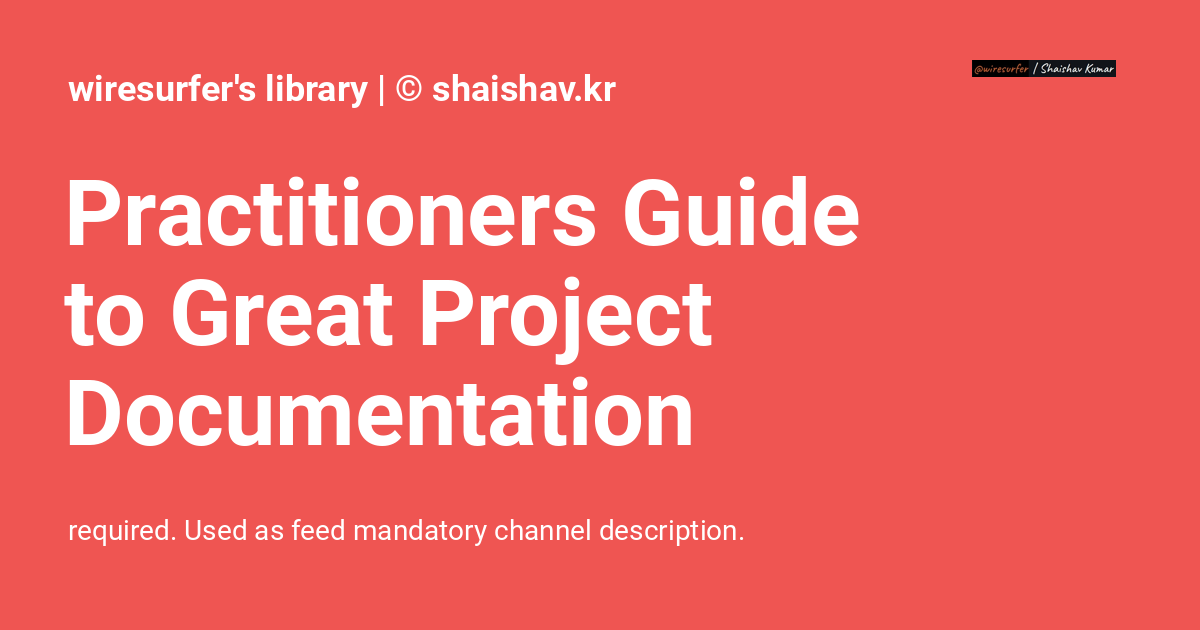 wiresurfer's library | © shaishav.kr
@wiresurfer | Shaishav Kumar
Practitioners Guide
to Great Project
Documentation
required. Used as feed mandatory channel description.